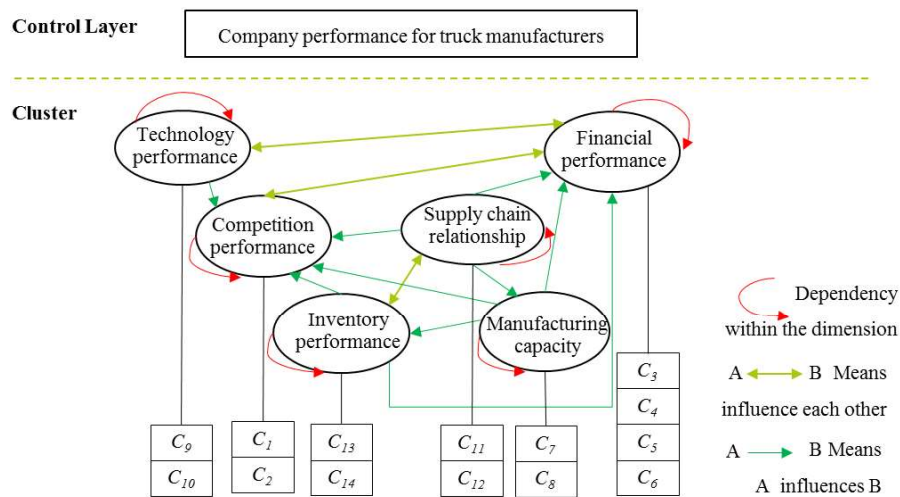 Control Layer
Company performance for truck manufacturers
Cluster
Technology
performance
Financial
performance
Competition
performance
Supply chain
relationship
Inventory
performance
Manufacturing
capacity
Dependency
within the dimension
A B Means
influence each other
A B Means
A influences B
C9
C10
C1
C2
C13
C14
C11
C12
C7
C8
C3
C4
C5
C6